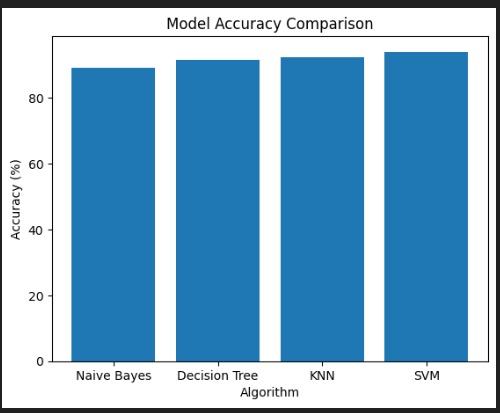 Model Accuracy Comparison
Accuracy (%)
80
60
40
20
0
Naive Bayes Decision Tree KNN SVM
Algorithm